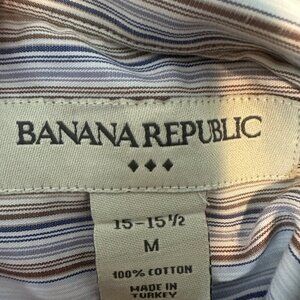 BANANA REPUBLIC
15-15 1/2
M
100% COTTON
MADE IN
TURKEY